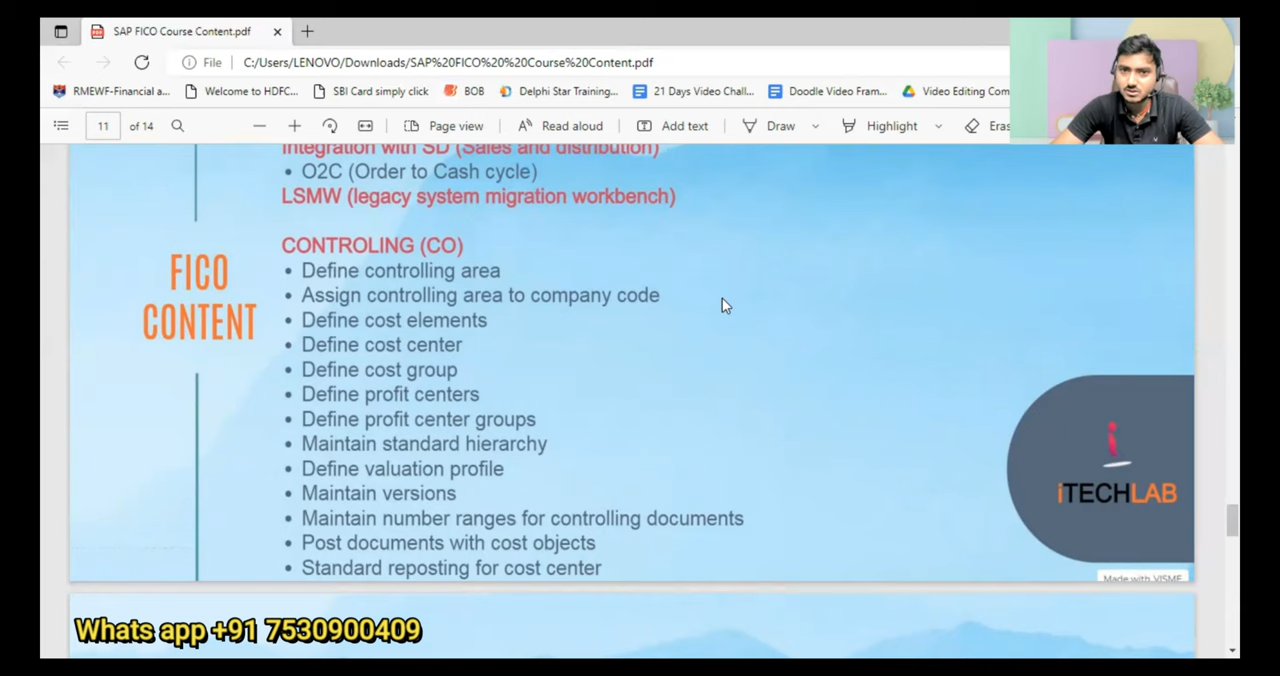 SAP FICO Course Content.pdf
File C:/Users/LENOVO/Downloads/SAP%20FICO%20%20Course%20Content.pdf
RMEWF-Financial a... Welcome to HDFC... SBI Card simply click BOB Delphi Star Training... 21 Days Video Chall... Doodle Video Fram... Video Editing Com
11 of 14 Page view Read aloud Add text Draw Highlight Eras
Integration with SD (Sales and distribution)
• O2C (Order to Cash cycle)
LSMW (legacy system migration workbench)
FICO
CONTENT
CONTROLING (CO)
• Define controlling area
• Assign controlling area to company code
• Define cost elements
• Define cost center
• Define cost group
• Define profit centers
• Define profit center groups
• Maintain standard hierarchy
• Define valuation profile
• Maintain versions
• Maintain number ranges for controlling documents
• Post documents with cost objects
• Standard reposting for cost center
iTECHLAB
Made with VISME
Whats app +91 7530900409